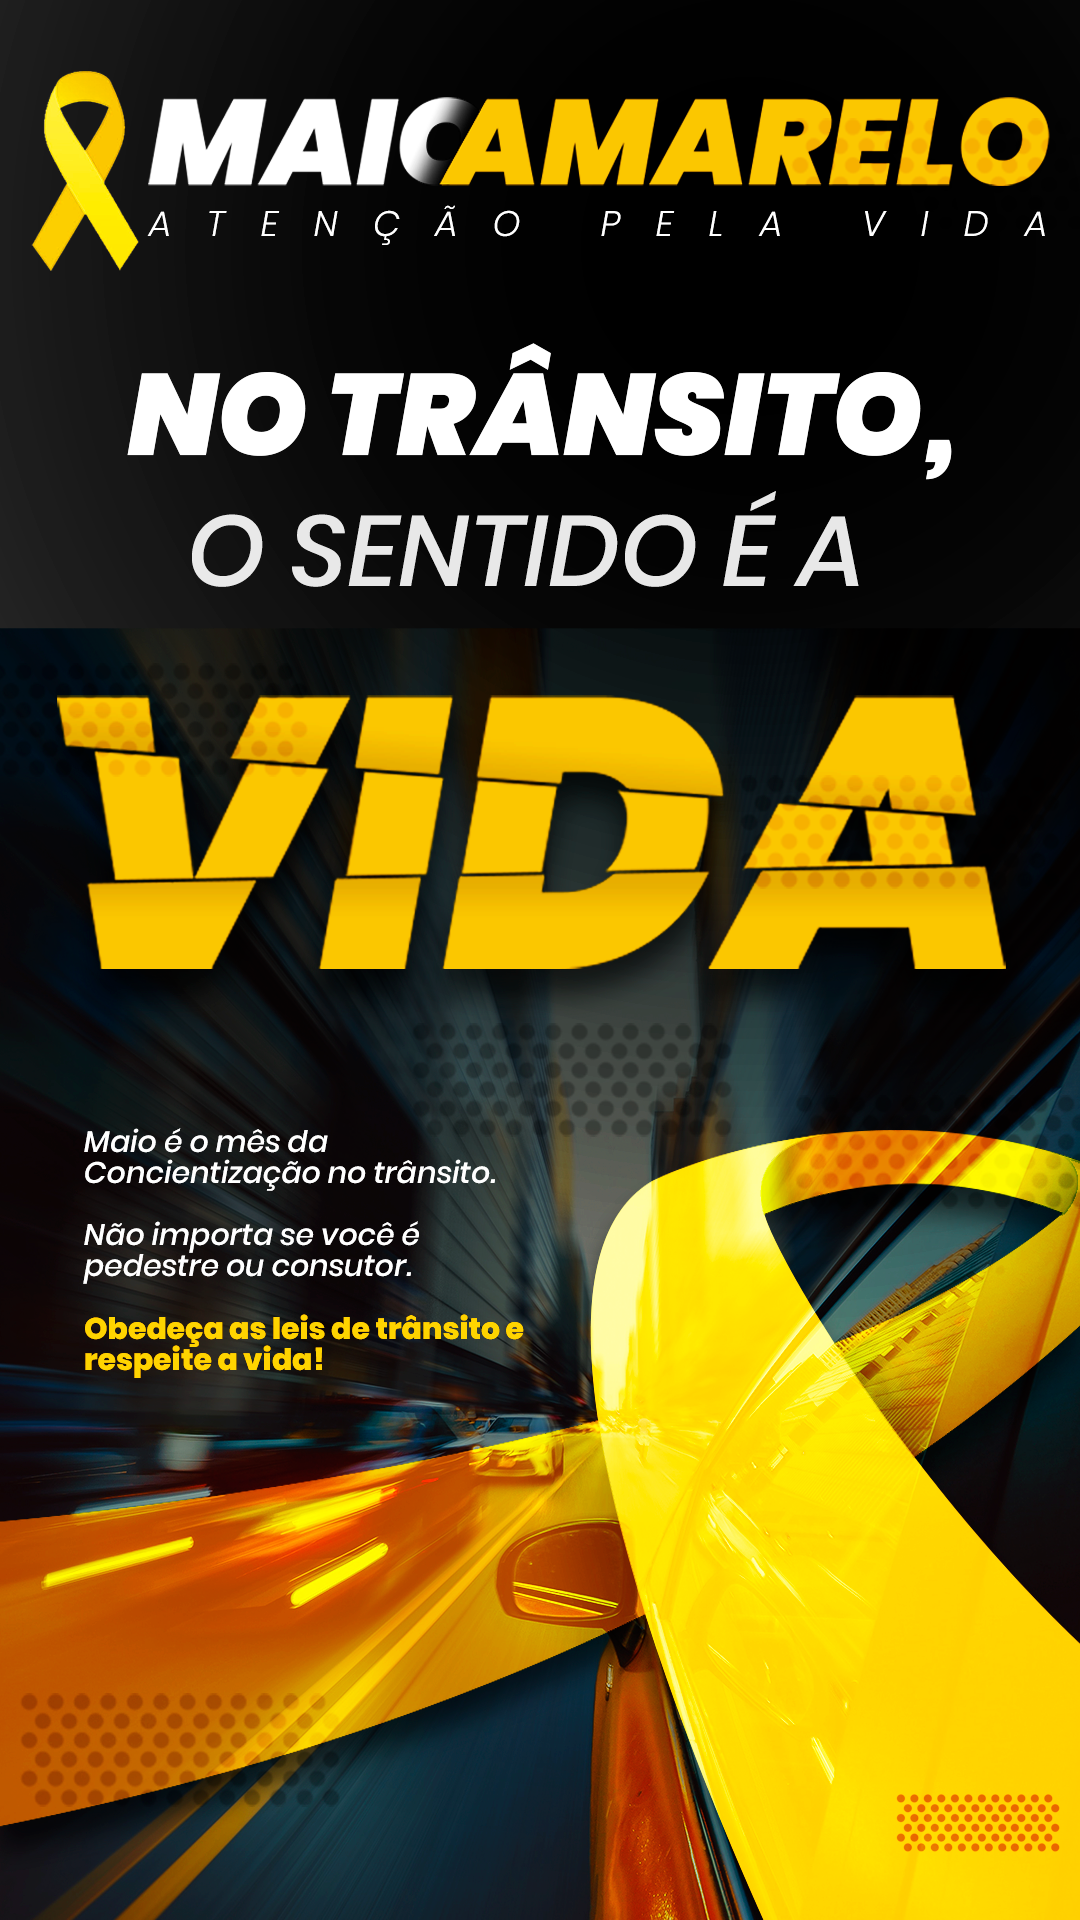 MAIO AMARELO
ATENÇÃO PELA VIDA
NO TRÂNSITO,
O SENTIDO É A
VIDA
Maio é o mês da
Concientização no trânsito.
Não importa se você é
pedestre ou consutor.
Obedeça as leis de trânsito e
respeite a vida!